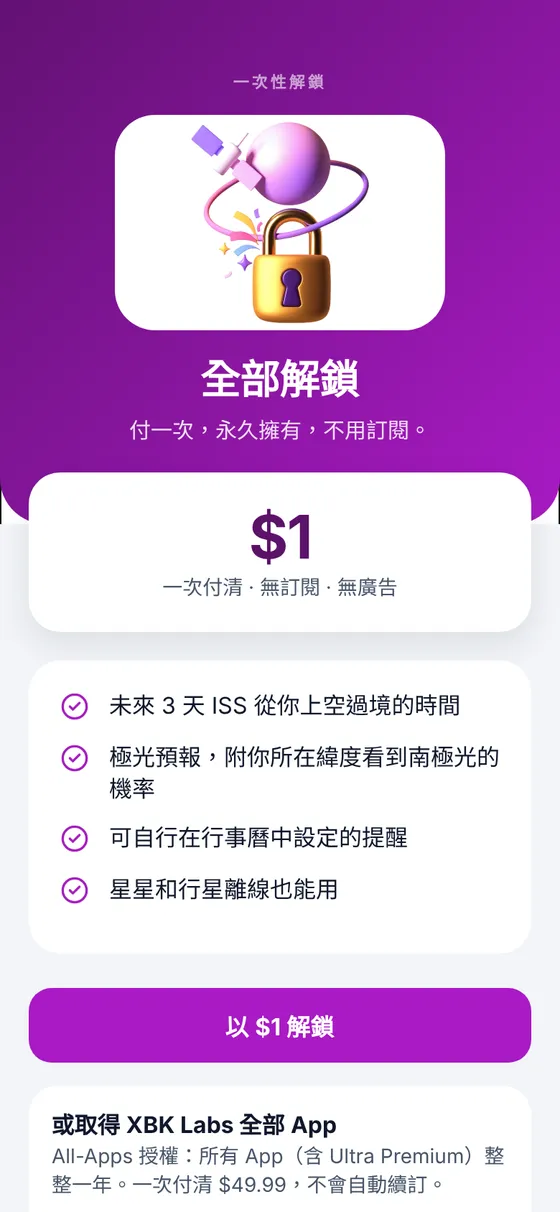 一次性解鎖
全部解鎖
付一次，永久擁有，不用訂閱。
$1
一次付清 · 無訂閱 · 無廣告
未來 3 天 ISS 從你上空過境的時間
極光預報，附你所在緯度看到南極光的
機率
可自行在行事曆中設定的提醒
星星和行星離線也能用
以 $1 解鎖
或取得 XBK Labs 全部 App
All-Apps 授權：所有 App（含 Ultra Premium）整
整一年。一次付清 $49.99，不會自動續訂。